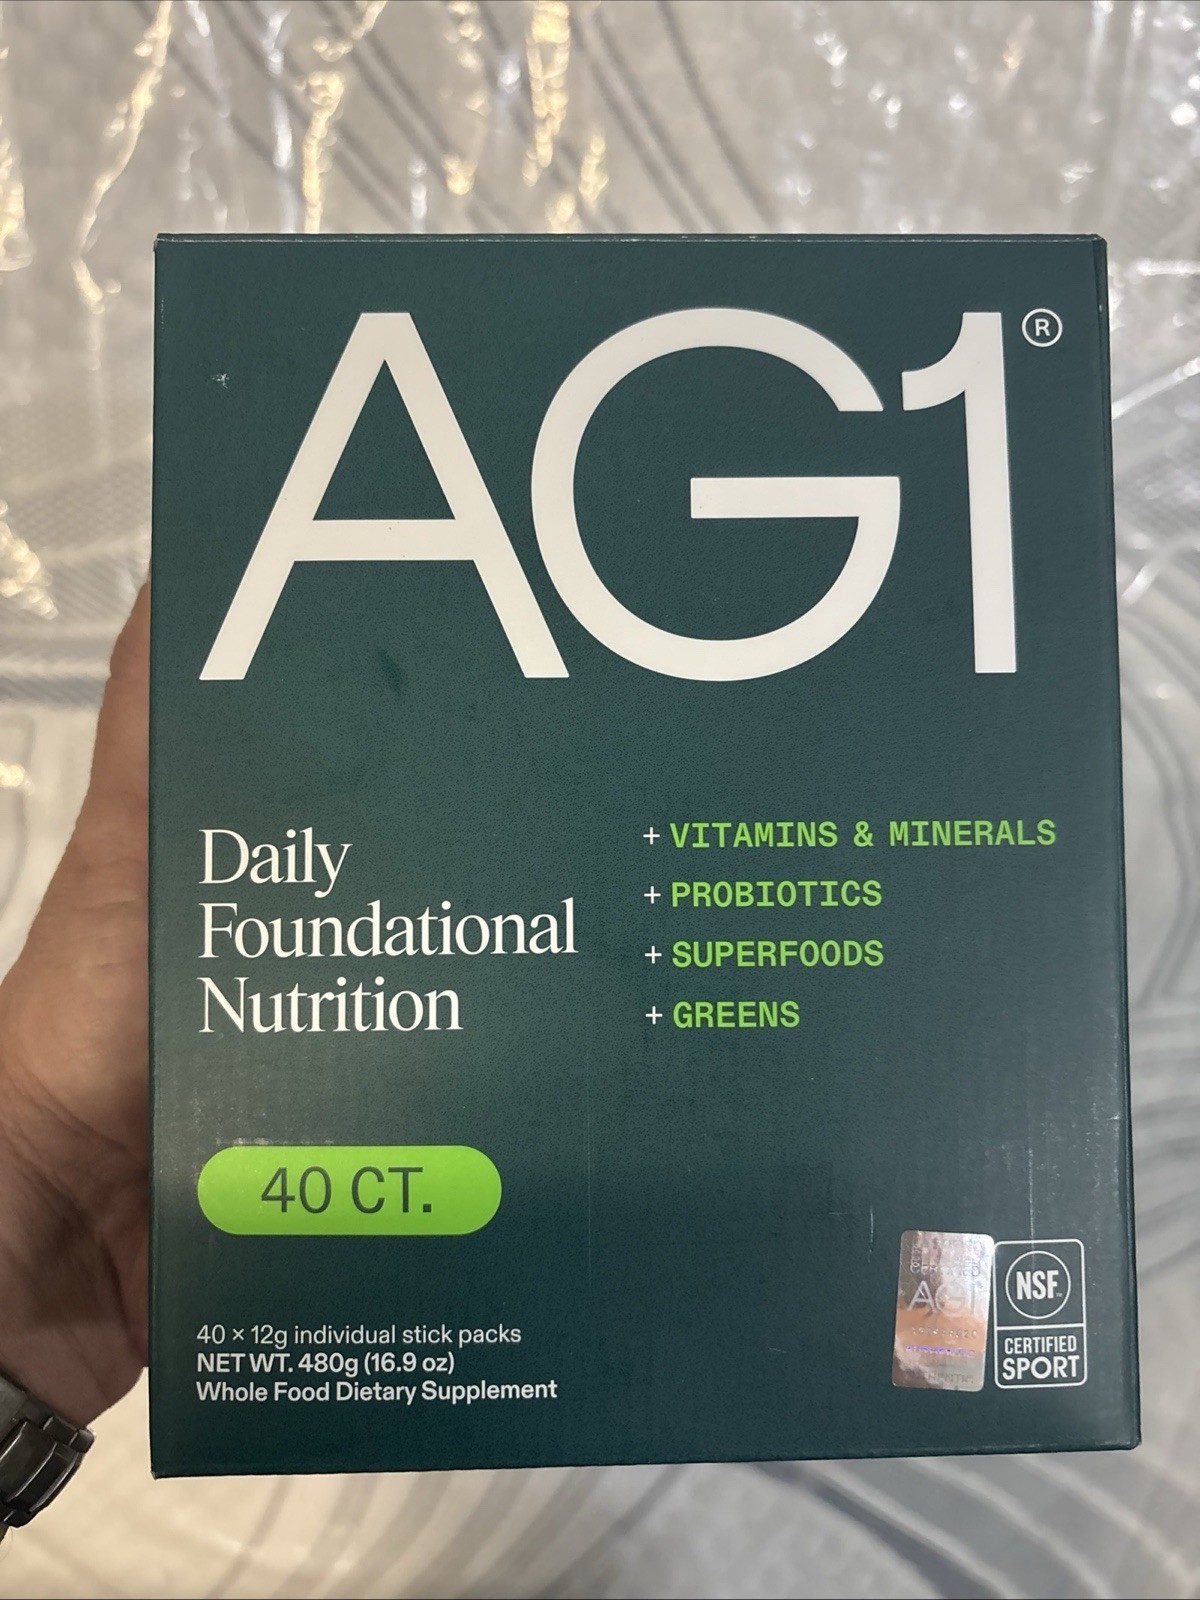 AG1®
Daily
Foundational
Nutrition
+ VITAMINS & MINERALS
+ PROBIOTICS
+ SUPERFOODS
+ GREENS
40 CT.
40 × 12g individual stick packs
NET WT. 480g (16.9 oz)
Whole Food Dietary Supplement
AG1
NSF
CERTIFIED
SPORT